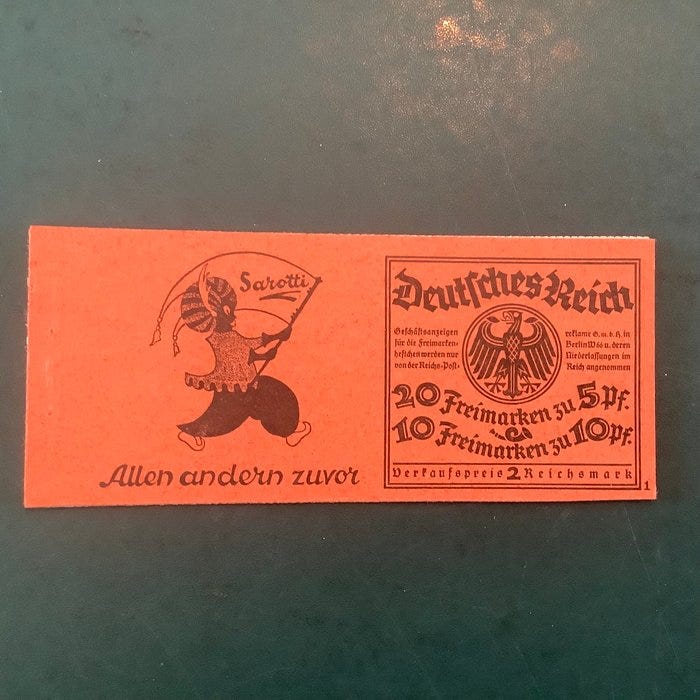 Sarotti
Allen andern zuvor
Deutsches Reich
Geschäftsanzeigen
für die Freimarken-
heftchen werden nur
von der Reichs-Post-
reklame G.m.b.H. in
Berlin W 66 u. deren
Niederlassungen im
Reich angenommen
20 Freimarken zu 5 Pf.
10 Freimarken zu 10 Pf.
Verkaufspreis 2 Reichsmark
1